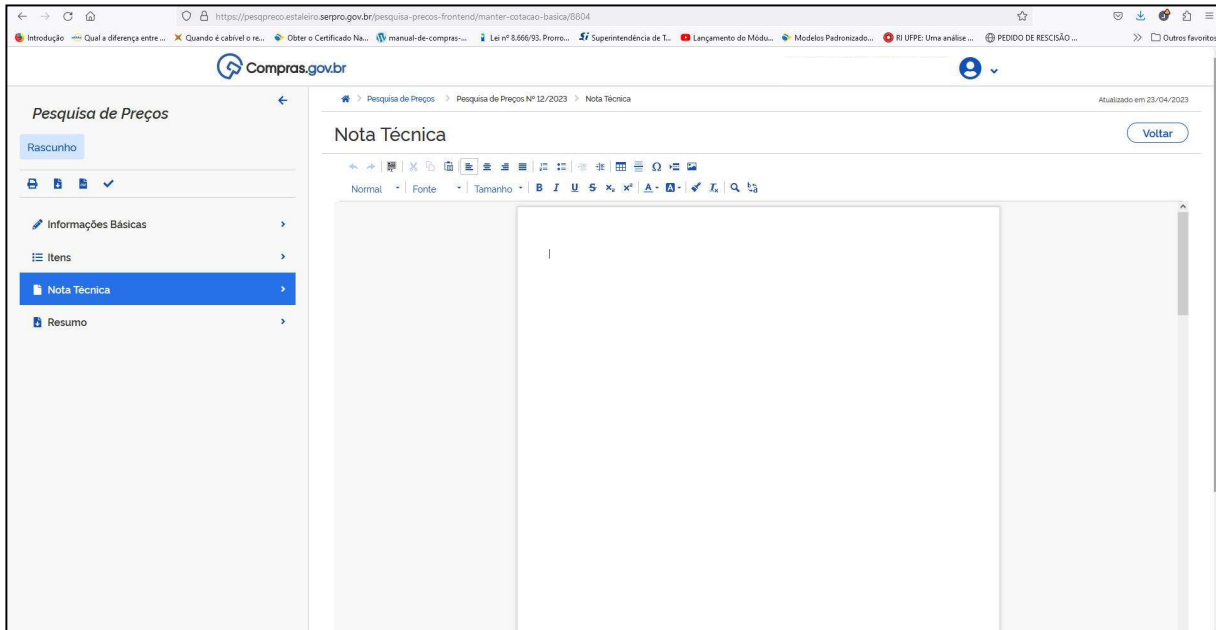 https://pesqpreco.estaleiro.serpro.gov.br/pesquisa-precos-frontend/manter-cotacao-basica/8804
Introdução Qual a diferença entre ... Quando é cabível o re... Obter o Certificado Na... manual-de-compras-... Lei nº 8.666/93. Prorro... Superintendência de T... Lançamento do Módu... Modelos Padronizado... RI UFPE: Uma análise ... PEDIDO DE RESCISÃO ... Outros favoritos
Compras.gov.br
Pesquisa de Preços
Rascunho
Informações Básicas
Itens
Nota Técnica
Resumo
Pesquisa de Preços > Pesquisa de Preços Nº 12/2023 > Nota Técnica
Atualizado em 23/04/2023
Nota Técnica
Voltar
Normal Fonte Tamanho B I U S x₂ x² A A Iₓ